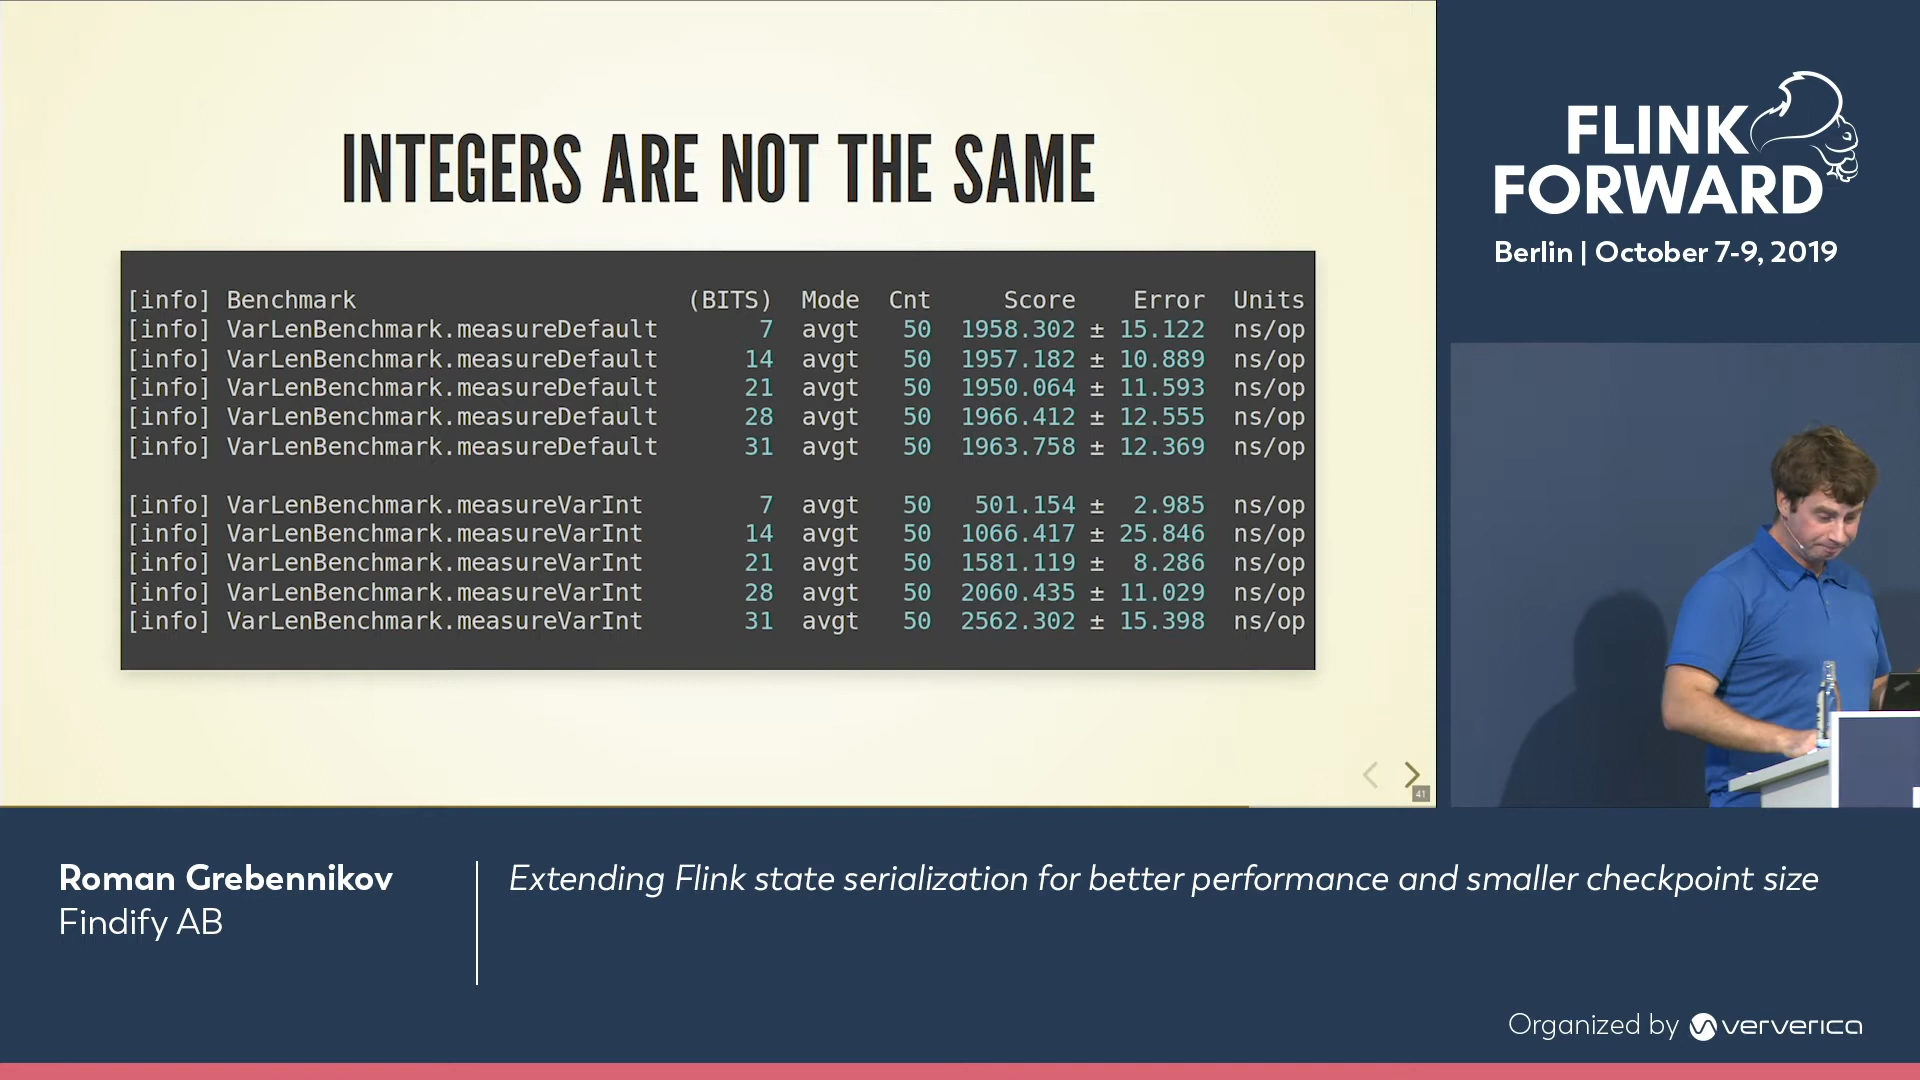 INTEGERS ARE NOT THE SAME
[info] Benchmark (BITS) Mode Cnt Score Error Units
[info] VarLenBenchmark.measureDefault 7 avgt 50 1958.302 ± 15.122 ns/op
[info] VarLenBenchmark.measureDefault 14 avgt 50 1957.182 ± 10.889 ns/op
[info] VarLenBenchmark.measureDefault 21 avgt 50 1950.064 ± 11.593 ns/op
[info] VarLenBenchmark.measureDefault 28 avgt 50 1966.412 ± 12.555 ns/op
[info] VarLenBenchmark.measureDefault 31 avgt 50 1963.758 ± 12.369 ns/op
[info] VarLenBenchmark.measureVarInt 7 avgt 50 501.154 ± 2.985 ns/op
[info] VarLenBenchmark.measureVarInt 14 avgt 50 1066.417 ± 25.846 ns/op
[info] VarLenBenchmark.measureVarInt 21 avgt 50 1581.119 ± 8.286 ns/op
[info] VarLenBenchmark.measureVarInt 28 avgt 50 2060.435 ± 11.029 ns/op
[info] VarLenBenchmark.measureVarInt 31 avgt 50 2562.302 ± 15.398 ns/op
41
FLINK
FORWARD
Berlin | October 7-9, 2019
Roman Grebennikov
Findify AB
Extending Flink state serialization for better performance and smaller checkpoint size
Organized by ververica